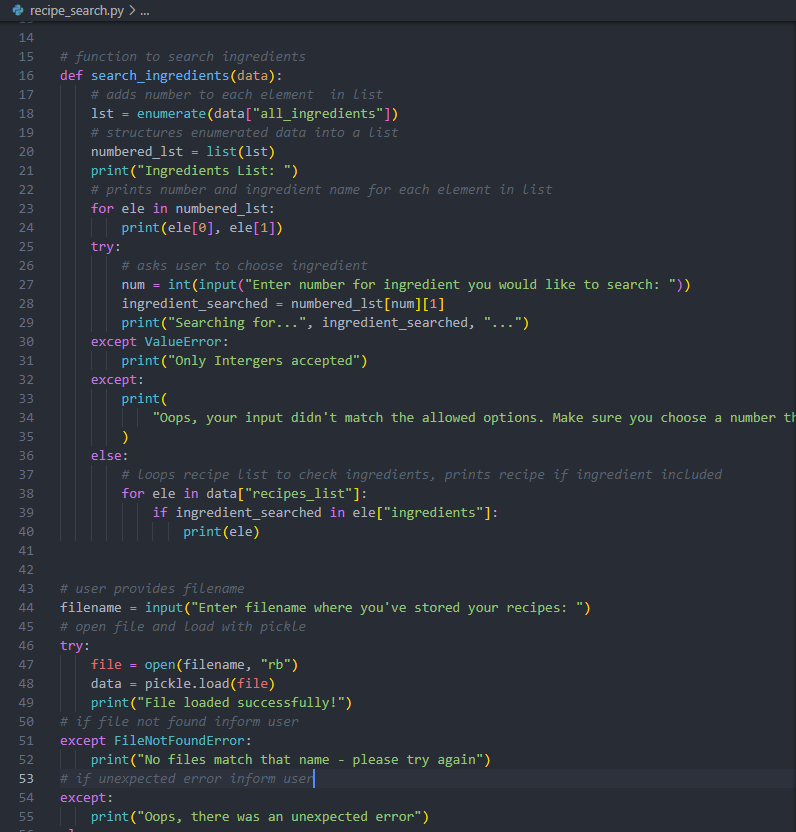 recipe_search.py > ...
14
15 # function to search ingredients
16 def search_ingredients(data):
17     # adds number to each element  in list
18     lst = enumerate(data["all_ingredients"])
19     # structures enumerated data into a list
20     numbered_lst = list(lst)
21     print("Ingredients List: ")
22     # prints number and ingredient name for each element in list
23     for ele in numbered_lst:
24         print(ele[0], ele[1])
25     try:
26         # asks user to choose ingredient
27         num = int(input("Enter number for ingredient you would like to search: "))
28         ingredient_searched = numbered_lst[num][1]
29         print("Searching for...", ingredient_searched, "...")
30     except ValueError:
31         print("Only Intergers accepted")
32     except:
33         print(
34             "Oops, your input didn't match the allowed options. Make sure you choose a number th
35         )
36     else:
37         # loops recipe list to check ingredients, prints recipe if ingredient included
38         for ele in data["recipes_list"]:
39             if ingredient_searched in ele["ingredients"]:
40                 print(ele)
41
42
43 # user provides filename
44 filename = input("Enter filename where you've stored your recipes: ")
45 # open file and load with pickle
46 try:
47     file = open(filename, "rb")
48     data = pickle.load(file)
49     print("File loaded successfully!")
50 # if file not found inform user
51 except FileNotFoundError:
52     print("No files match that name - please try again")
53 # if unexpected error inform user
54 except:
55     print("Oops, there was an unexpected error")